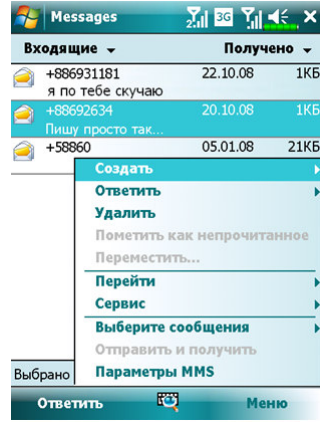 Messages 2 3G
Входящие Получено
+886931181 22.10.08 1КБ
я по тебе скучаю
+88692634 20.10.08 1КБ
Пишу просто так...
+58860 05.01.08 21КБ
Создать
Ответить
Удалить
Пометить как непрочитанное
Переместить...
Перейти
Сервис
Выберите сообщения
Отправить и получить
Выбрано Параметры MMS
Ответить Меню